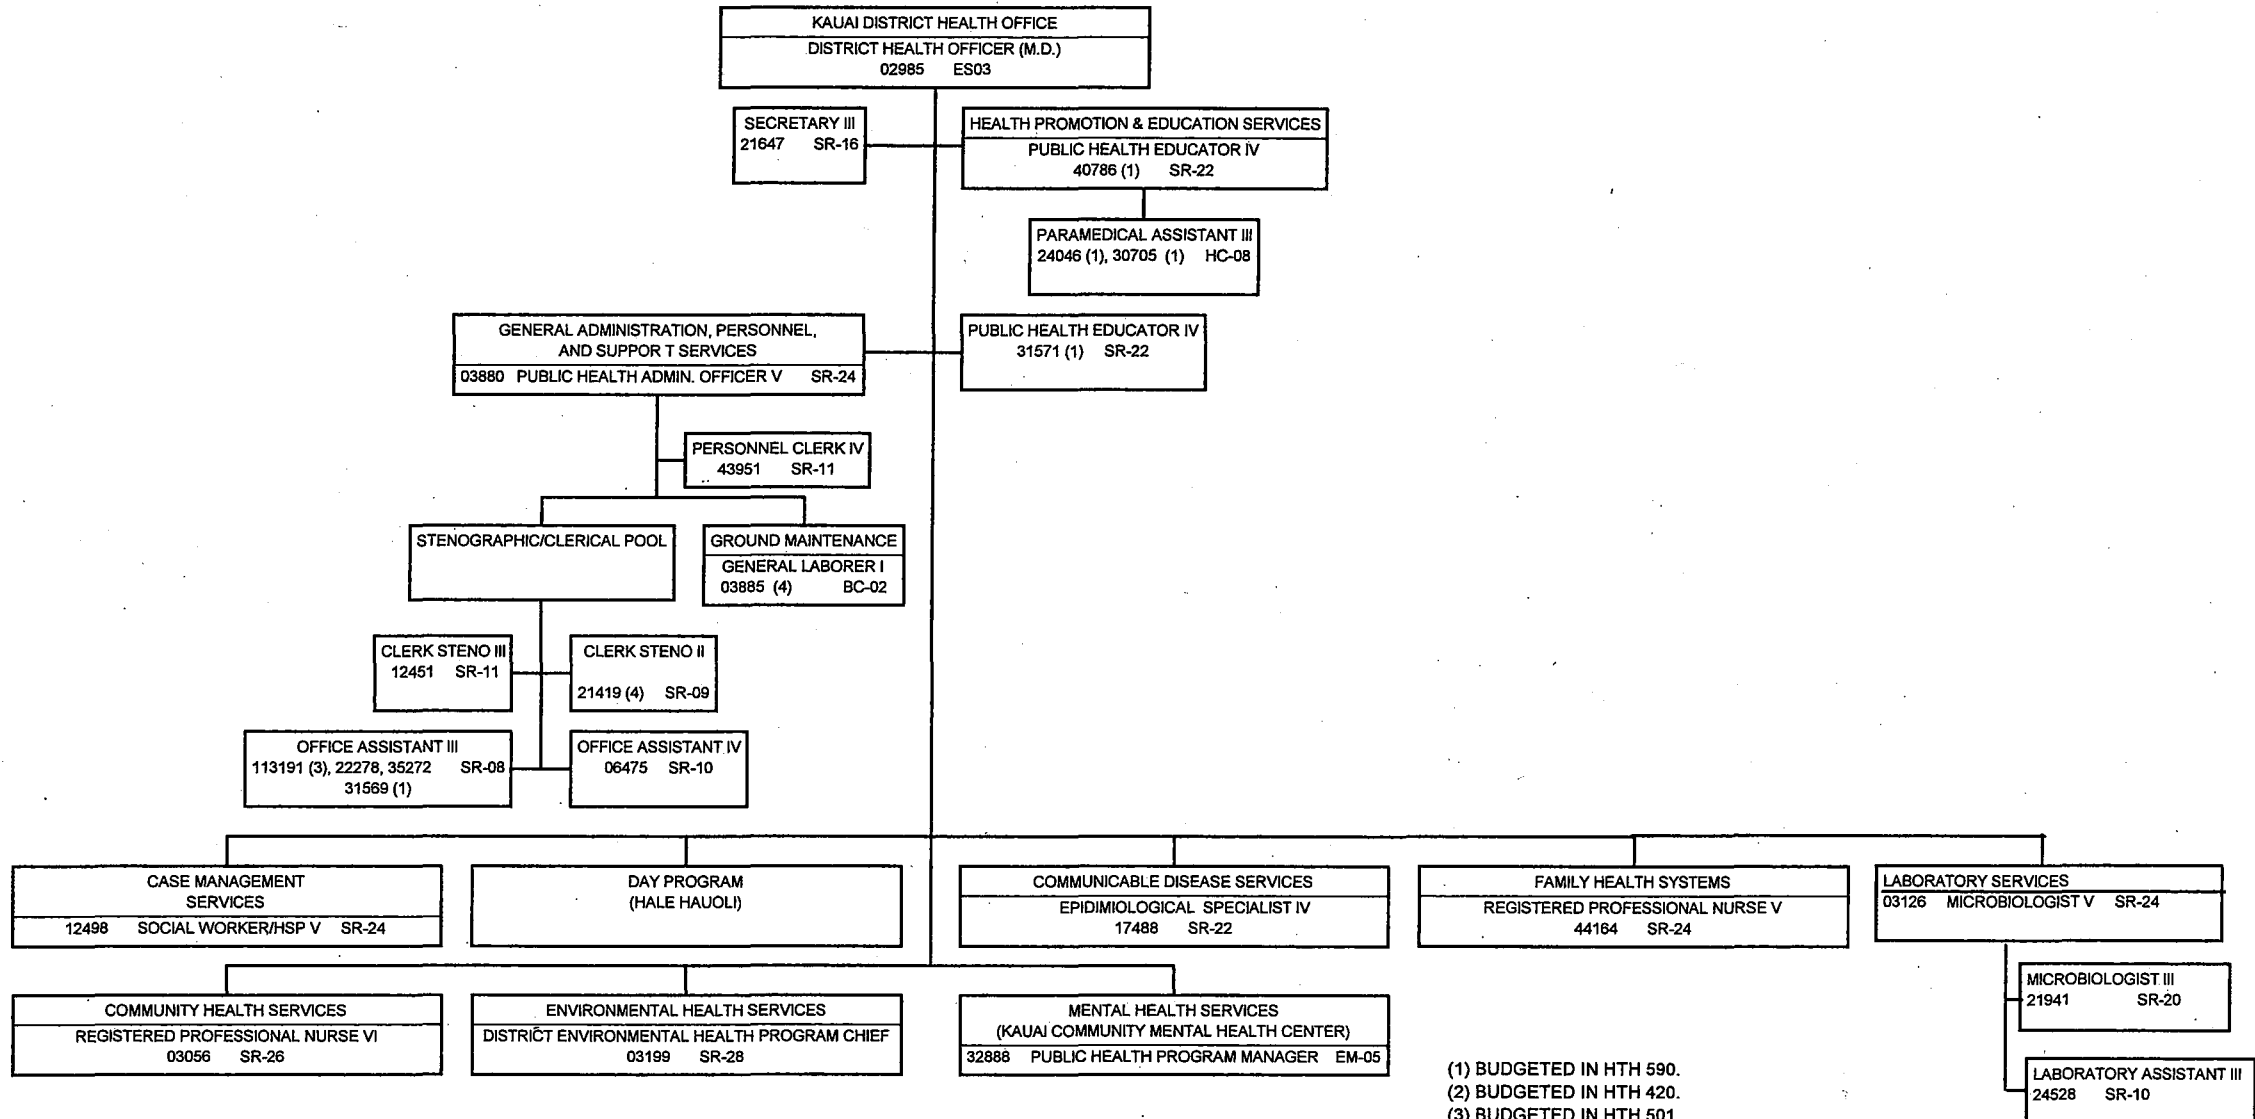 KAUAI DISTRICT HEALTH OFFICE
DISTRICT HEALTH OFFICER (M.D.)
02985 ES03
SECRETARY III
21647 SR-16
HEALTH PROMOTION & EDUCATION SERVICES
PUBLIC HEALTH EDUCATOR IV
40786 (1) SR-22
PARAMEDICAL ASSISTANT III
24046 (1), 30705 (1) HC-08
GENERAL ADMINISTRATION, PERSONNEL,
AND SUPPOR T SERVICES
03880 PUBLIC HEALTH ADMIN. OFFICER V SR-24
PUBLIC HEALTH EDUCATOR IV
31571 (1) SR-22
PERSONNEL CLERK IV
43951 SR-11
STENOGRAPHIC/CLERICAL POOL
GROUND MAINTENANCE
GENERAL LABORER I
03885 (4) BC-02
CLERK STENO III
12451 SR-11
CLERK STENO II
21419 (4) SR-09
OFFICE ASSISTANT III
113191 (3), 22278, 35272 SR-08
31569 (1)
OFFICE ASSISTANT IV
06475 SR-10
CASE MANAGEMENT
SERVICES
12498 SOCIAL WORKER/HSP V SR-24
DAY PROGRAM
(HALE HAUOLI)
COMMUNICABLE DISEASE SERVICES
EPIDIMIOLOGICAL SPECIALIST IV
17488 SR-22
FAMILY HEALTH SYSTEMS
REGISTERED PROFESSIONAL NURSE V
44164 SR-24
LABORATORY SERVICES
03126 MICROBIOLOGIST V SR-24
MICROBIOLOGIST III
21941 SR-20
LABORATORY ASSISTANT III
24528 SR-10
COMMUNITY HEALTH SERVICES
REGISTERED PROFESSIONAL NURSE VI
03056 SR-26
ENVIRONMENTAL HEALTH SERVICES
DISTRICT ENVIRONMENTAL HEALTH PROGRAM CHIEF
03199 SR-28
MENTAL HEALTH SERVICES
(KAUAI COMMUNITY MENTAL HEALTH CENTER)
32888 PUBLIC HEALTH PROGRAM MANAGER EM-05
(1) BUDGETED IN HTH 590.
(2) BUDGETED IN HTH 420.
(3) BUDGETED IN HTH 501